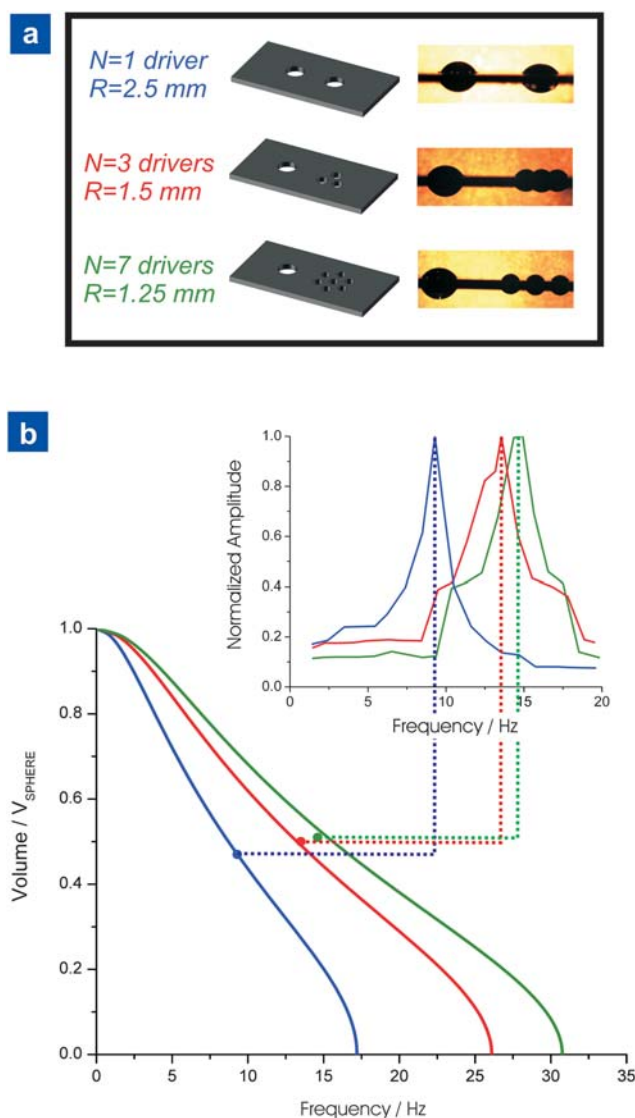 a
N=1 driver
R=2.5 mm
N=3 drivers
R=1.5 mm
N=7 drivers
R=1.25 mm
b
1.0
0.8
0.6
0.4
0.2
0.0
Normalized Amplitude
0 5 10 15 20
Frequency / Hz
1.0
0.8
0.6
0.4
0.2
0.0
Volume / VSPHERE
0 5 10 15 20 25 30 35
Frequency / Hz